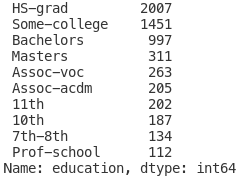 HS-grad 2007
Some-college 1451
Bachelors 997
Masters 311
Assoc-voc 263
Assoc-acdm 205
11th 202
10th 187
7th-8th 134
Prof-school 112
Name: education, dtype: int64